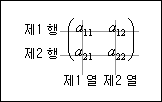 제1 행 a11 a12
제2 행 a21 a22
제1 열 제2 열